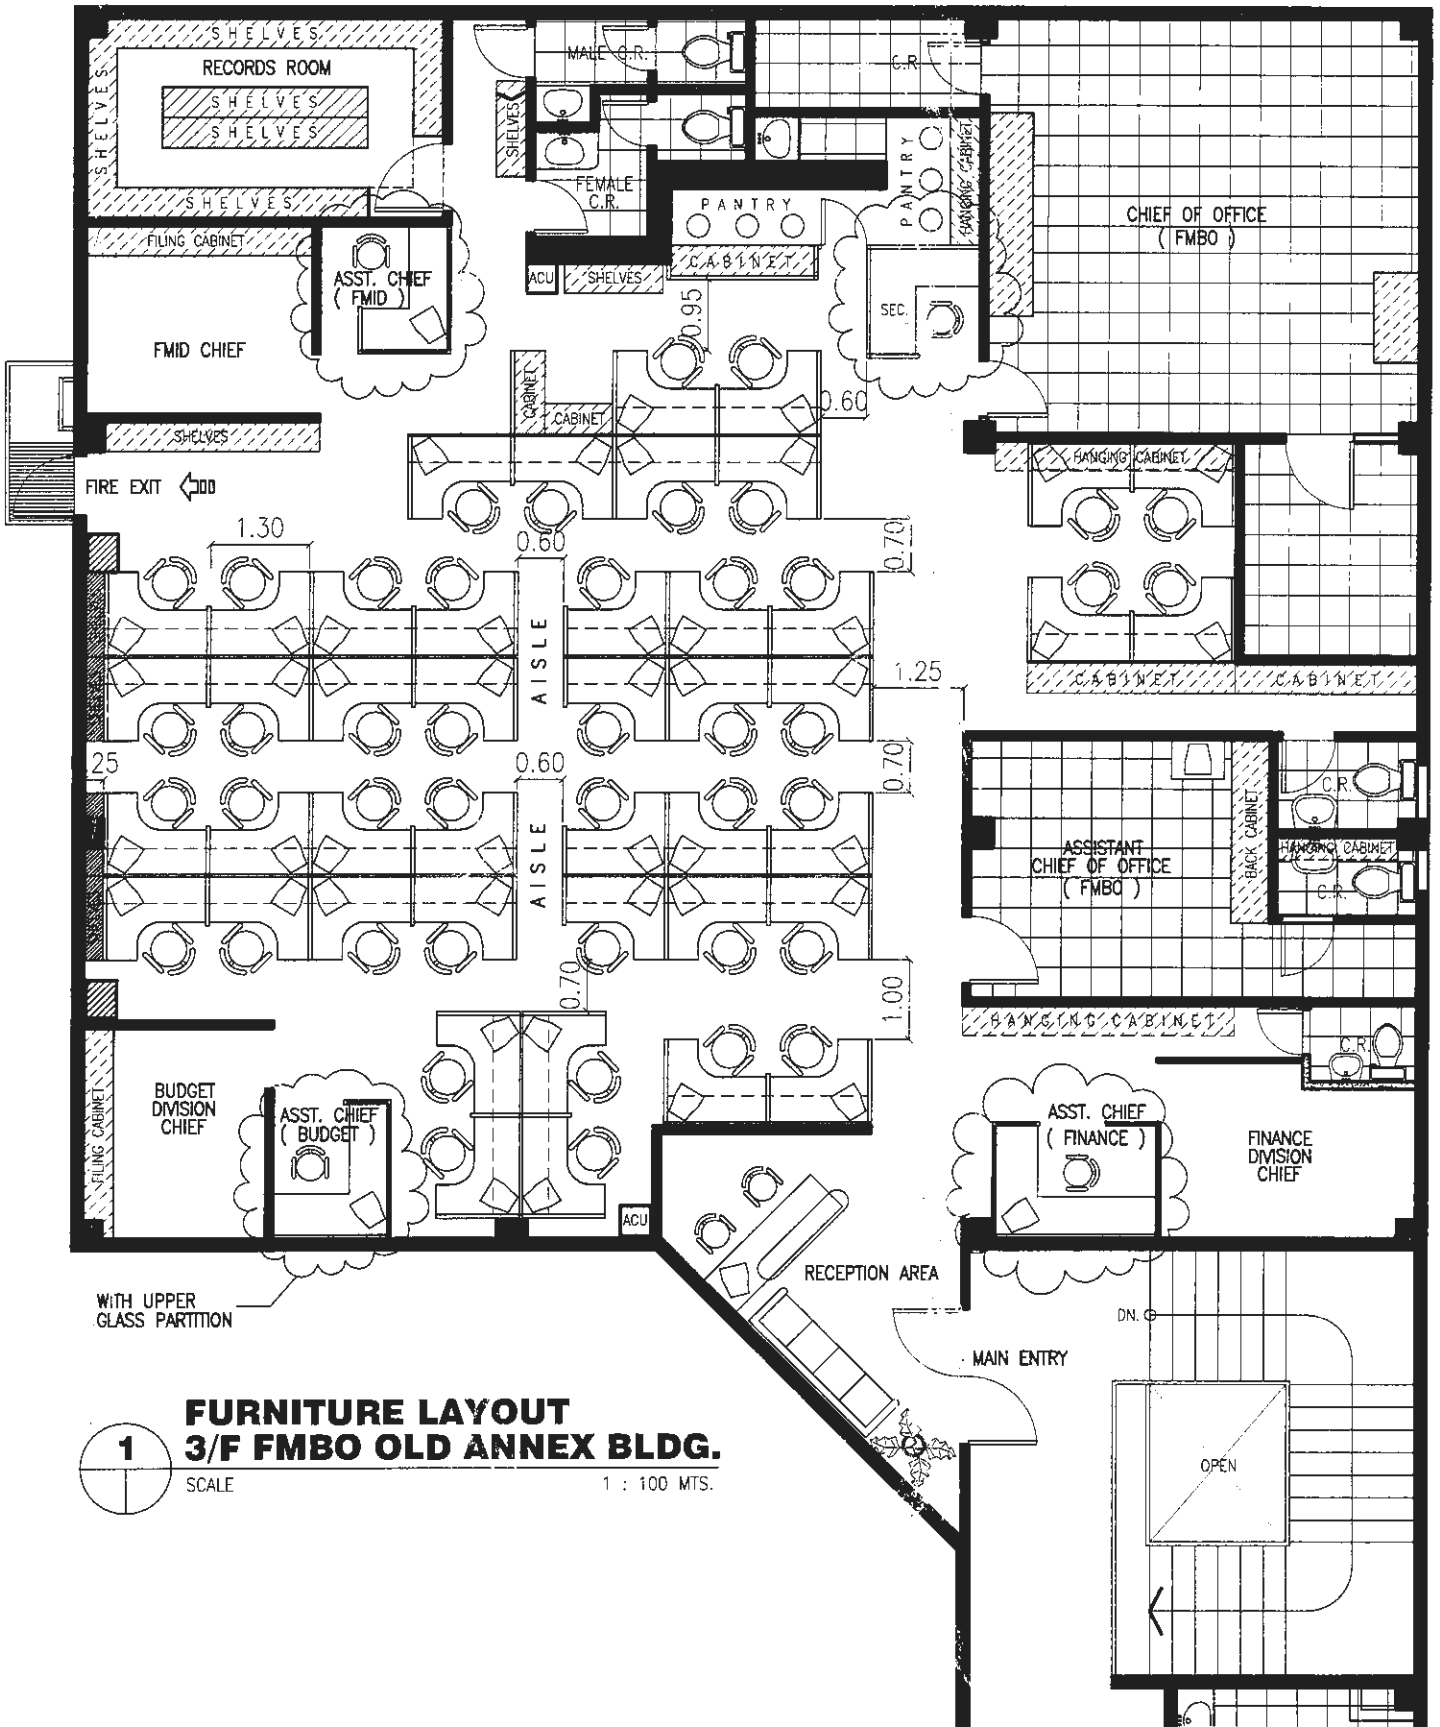 SHELVES
RECORDS ROOM
SHELVES
SHELVES
SHELVES
SHELVES
SHELVES
MALE C.R.
C.R.
FEMALE
C.R.
PANTRY
PANTRY
HANGING CABINET
CHIEF OF OFFICE
( FMBO )
FILING CABINET
ASST. CHIEF
( FMID )
ACU
SHELVES
CABINET
SEC.
0.95
FMID CHIEF
CABINET
CABINET
0.60
SHELVES
FIRE EXIT
HANGING CABINET
1.30
0.60
0.70
AISLE
1.25
CABINET
CABINET
.25
0.60
0.70
AISLE
ASSISTANT
CHIEF OF OFFICE
( FMBO )
BACK CABINET
C.R.
HANGING CABINET
C.R.
0.70
1.00
HANGING CABINET
C.R.
FILING CABINET
BUDGET
DIVISION
CHIEF
ASST. CHIEF
( BUDGET )
ASST. CHIEF
( FINANCE )
FINANCE
DIVISION
CHIEF
ACU
RECEPTION AREA
WITH UPPER
GLASS PARTITION
DN.
MAIN ENTRY
OPEN
1
FURNITURE LAYOUT
3/F FMBO OLD ANNEX BLDG.
SCALE
1 : 100 MTS.